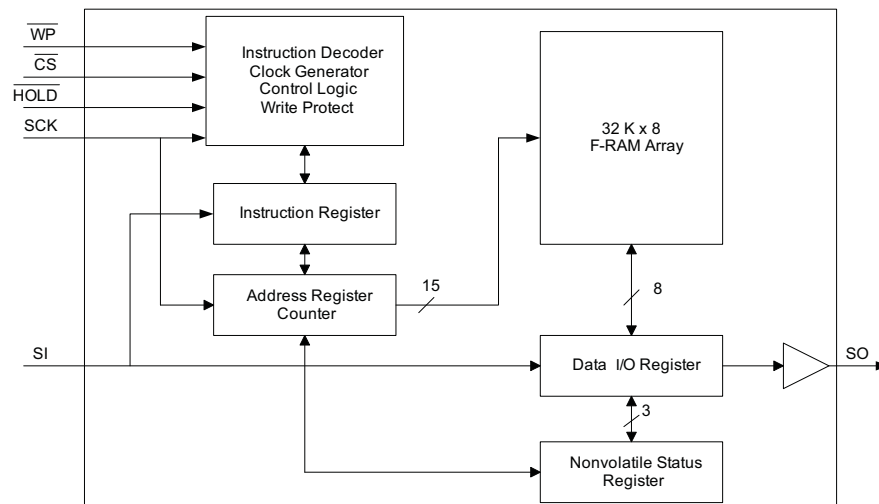 WP
CS
HOLD
SCK
Instruction Decoder
Clock Generator
Control Logic
Write Protect
32 K x 8
F-RAM Array
Instruction Register
Address Register
Counter
15
8
SI
Data I/O Register
SO
3
Nonvolatile Status
Register